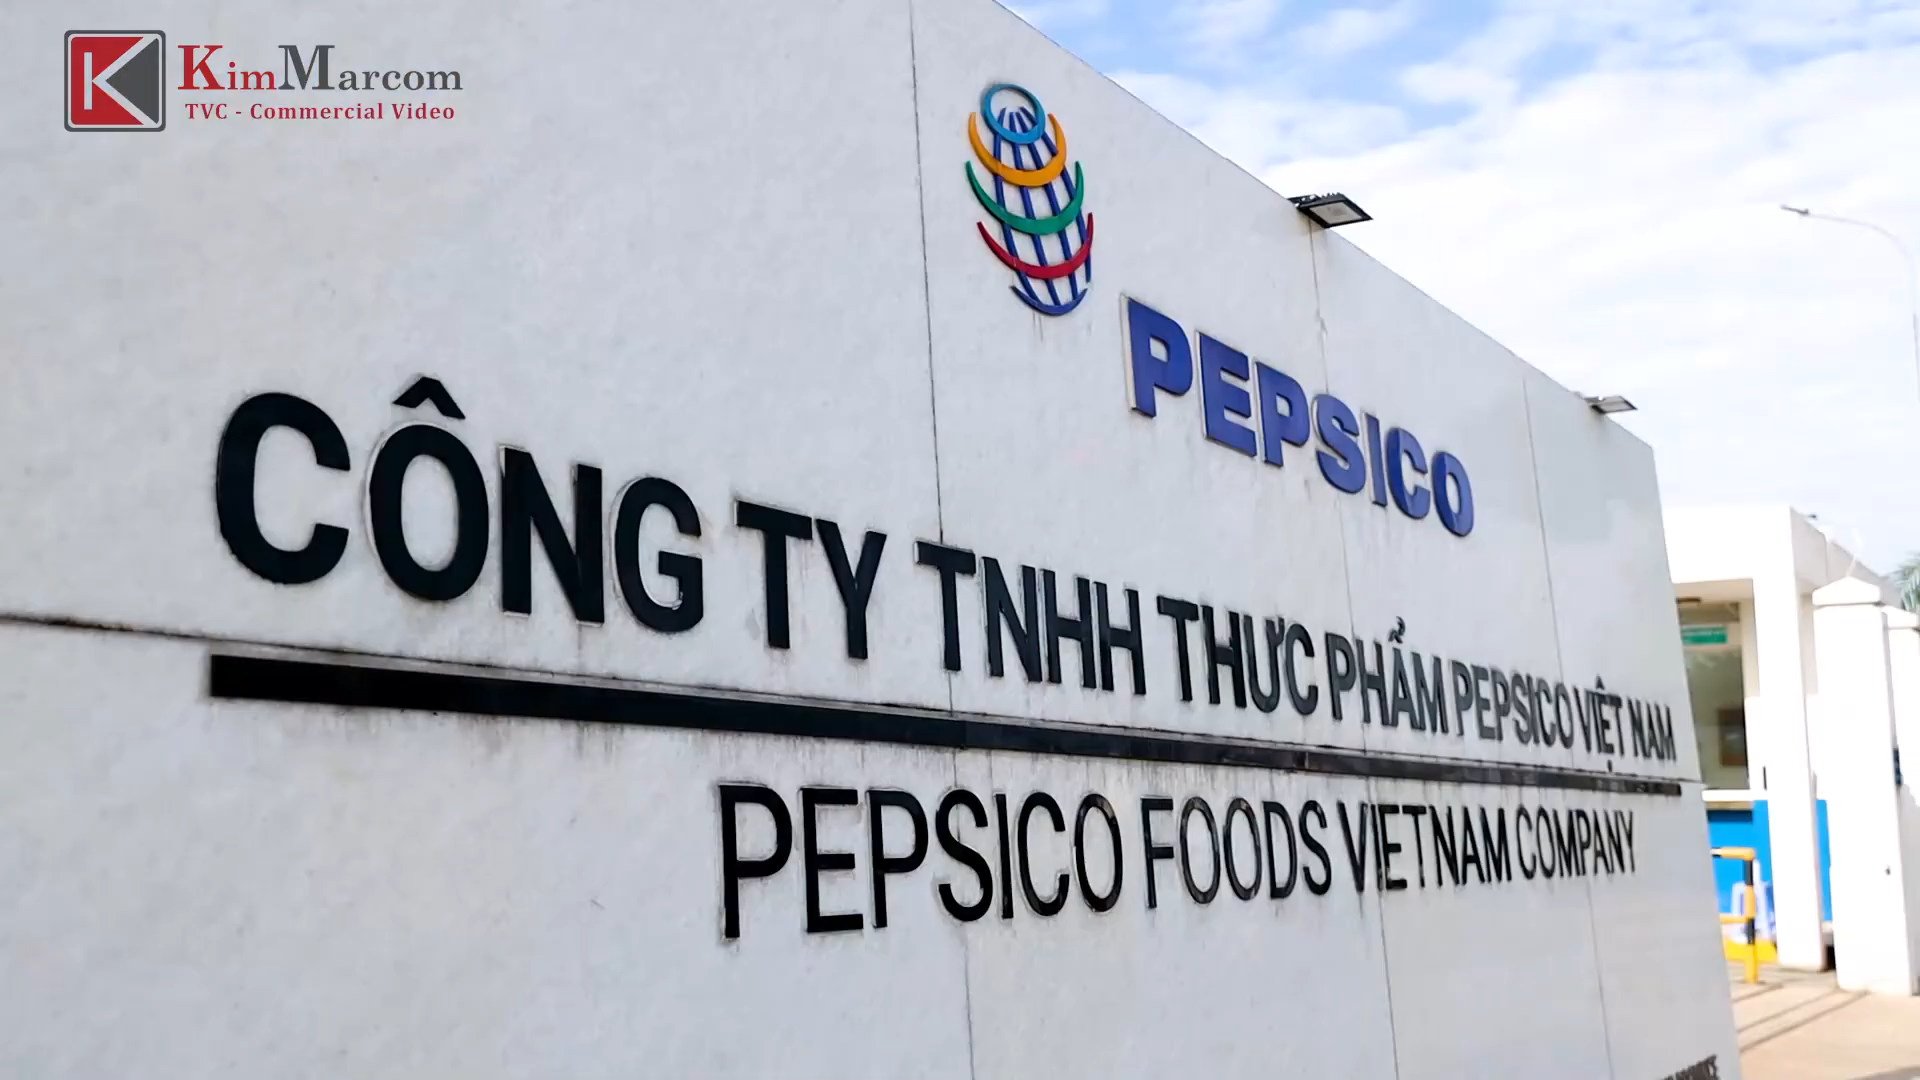 KimMarcom
TVC - Commercial Video
PEPSICO
CÔNG TY TNHH THỰC PHẨM PEPSICO VIỆT NAM
PEPSICO FOODS VIETNAM COMPANY